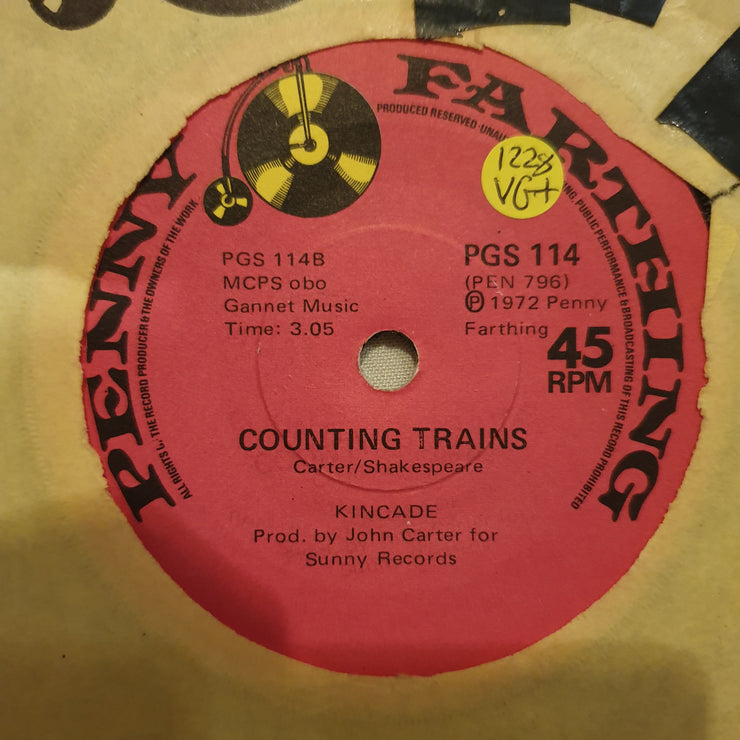 PENNY FARTHING
ALL RIGHTS THE RECORD PRODUCER & THE OWNERS OF THE WORK
PRODUCED RESERVED · PUBLIC PERFORMANCE & BROADCASTING OF THIS RECORD PROHIBITED
1228
VG+
PGS 114B
MCPS obo
Gannet Music
Time: 3.05
PGS 114
(PEN 796)
Ⓟ 1972 Penny
Farthing
45
RPM
COUNTING TRAINS
Carter/Shakespeare
KINCADE
Prod. by John Carter for
Sunny Records